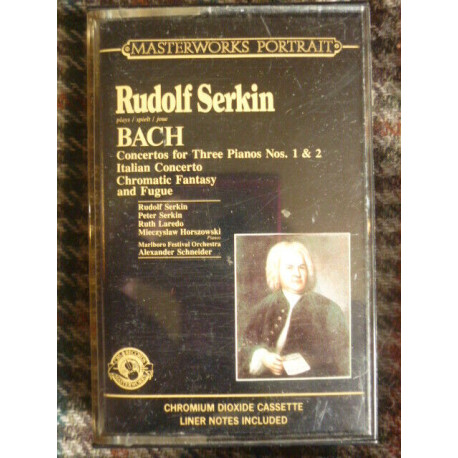 MASTERWORKS PORTRAIT
Rudolf Serkin
plays / spielt / joue
BACH
Concertos for Three Pianos Nos. 1 & 2
Italian Concerto
Chromatic Fantasy
and Fugue
Rudolf Serkin
Peter Serkin
Ruth Laredo
Mieczyslaw Horszowski
Pianos
Marlboro Festival Orchestra
Alexander Schneider
CHROMIUM DIOXIDE CASSETTE
LINER NOTES INCLUDED